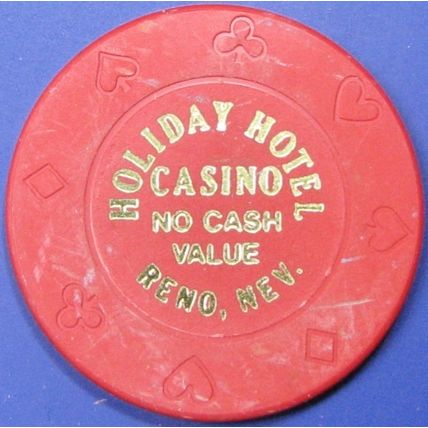 HOLIDAY HOTEL
CASINO
NO CASH
VALUE
RENO, NEV.